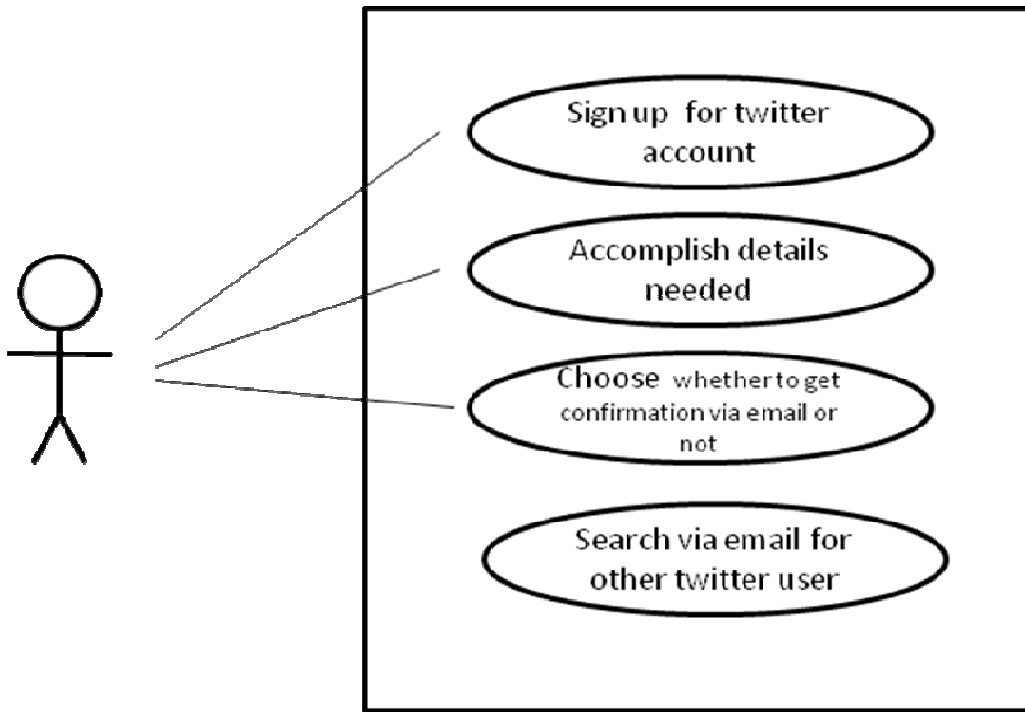 Sign up for twitter
account
Accomplish details
needed
Choose whether to get
confirmation via email or
not
Search via email for
other twitter user